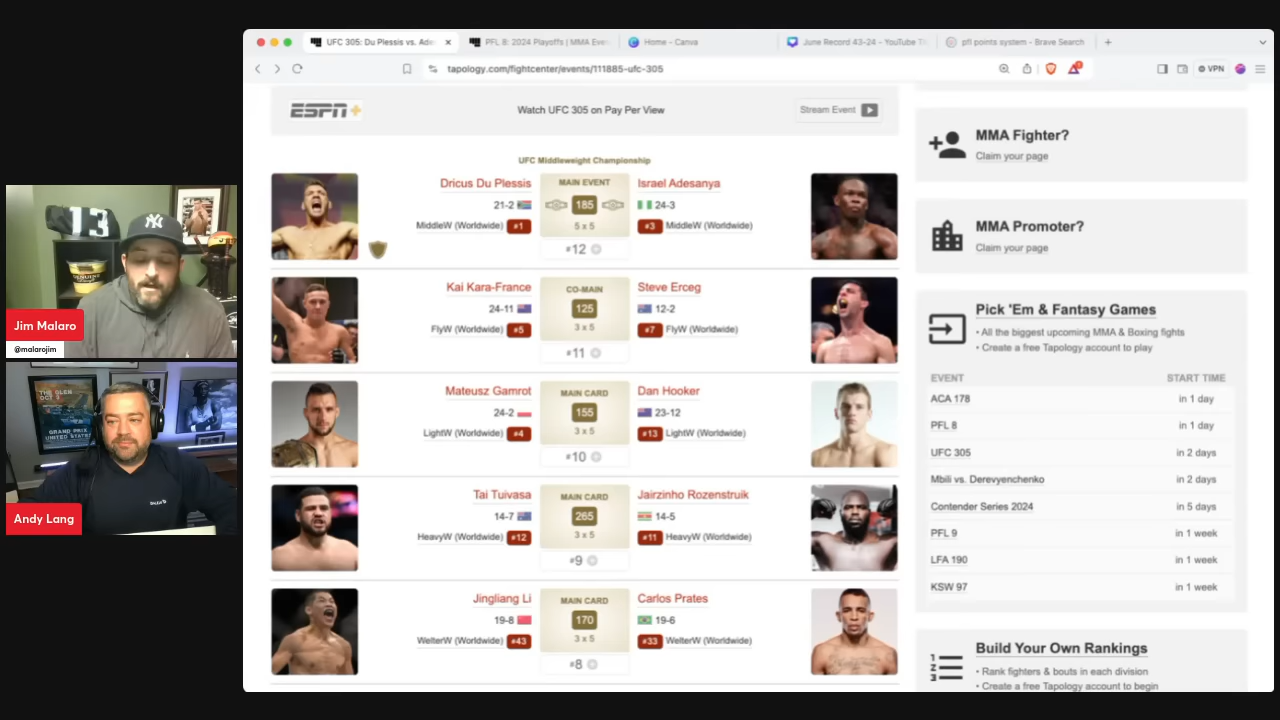 UFC 305: Du Plessis vs. Ade
PFL 8: 2024 Playoffs | MMA Eve
Home – Canva
June Record 43-24 – YouTube T
pfl points system – Brave Search
tapology.com/fightcenter/events/111885-ufc-305
VPN
ESPN+
Watch UFC 305 on Pay Per View
Stream Event
UFC Middleweight Championship
Dricus Du Plessis
MAIN EVENT
Israel Adesanya
21-2
185
24-3
MiddleW (Worldwide) #1
5 x 5
#3 MiddleW (Worldwide)
#12
Kai Kara-France
CO-MAIN
Steve Erceg
24-11
125
12-2
FlyW (Worldwide) #5
3 x 5
#7 FlyW (Worldwide)
#11
Mateusz Gamrot
MAIN CARD
Dan Hooker
24-2
155
23-12
LightW (Worldwide) #4
3 x 5
#13 LightW (Worldwide)
#10
Tai Tuivasa
MAIN CARD
Jairzinho Rozenstruik
14-7
265
14-5
HeavyW (Worldwide) #12
3 x 5
#11 HeavyW (Worldwide)
#9
Jingliang Li
MAIN CARD
Carlos Prates
19-8
170
19-6
WelterW (Worldwide) #43
3 x 5
#33 WelterW (Worldwide)
#8
MMA Fighter?
Claim your page
MMA Promoter?
Claim your page
Pick 'Em & Fantasy Games
• All the biggest upcoming MMA & Boxing fights
• Create a free Tapology account to play
EVENT START TIME
ACA 178 in 1 day
PFL 8 in 1 day
UFC 305 in 2 days
Mbili vs. Derevyenchenko in 2 days
Contender Series 2024 in 5 days
PFL 9 in 1 week
LFA 190 in 1 week
KSW 97 in 1 week
Build Your Own Rankings
• Rank fighters & bouts in each division
• Create a free Tapology account to begin
13
NY
GENUINE
Jim Malaro
@malarojim
THE GLEN
OCT
GRAND PRIX
UNITED STATES
Andy Lang